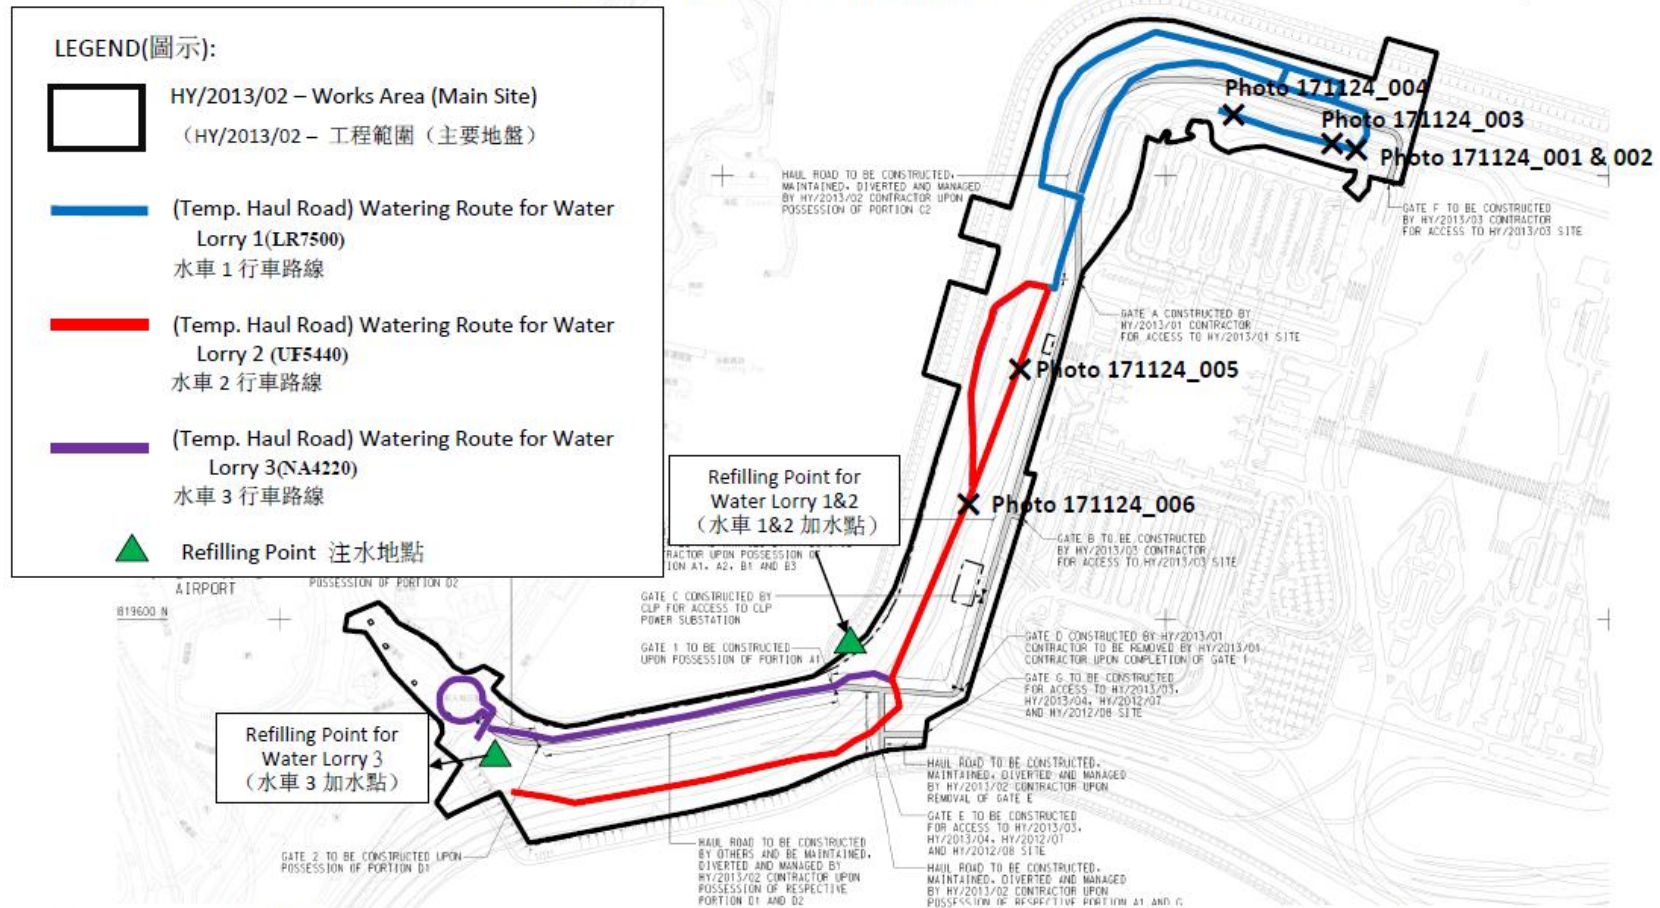 LEGEND(圖示):
HY/2013/02 – Works Area (Main Site)
（HY/2013/02 – 工程範圍（主要地盤）
(Temp. Haul Road) Watering Route for Water
Lorry 1(LR7500)
水車 1 行車路線
(Temp. Haul Road) Watering Route for Water
Lorry 2 (UF5440)
水車 2 行車路線
(Temp. Haul Road) Watering Route for Water
Lorry 3(NA4220)
水車 3 行車路線
Refilling Point 注水地點
Photo 171124_004
Photo 171124_003
Photo 171124_001 & 002
HAUL ROAD TO BE CONSTRUCTED,
MAINTAINED, DIVERTED AND MANAGED
BY HY/2013/02 CONTRACTOR UPON
POSSESSION OF PORTION C2
GATE F TO BE CONSTRUCTED
BY HY/2013/03 CONTRACTOR
FOR ACCESS TO HY/2013/03 SITE
GATE A CONSTRUCTED BY
HY/2013/01 CONTRACTOR
FOR ACCESS TO HY/2013/01 SITE
Photo 171124_005
Refilling Point for
Water Lorry 1&2
（水車 1&2 加水點）
Photo 171124_006
GATE B TO BE CONSTRUCTED
BY HY/2013/03 CONTRACTOR
FOR ACCESS TO HY/2013/03 SITE
UPON POSSESSION OF
A1, A2, B1 AND B3
AIRPORT
POSSESSION OF PORTION D2
819600 N
GATE C CONSTRUCTED BY
CLP FOR ACCESS TO CLP
POWER SUBSTATION
GATE 1 TO BE CONSTRUCTED
UPON POSSESSION OF PORTION A1
GATE D CONSTRUCTED BY HY/2013/01
CONTRACTOR TO BE REMOVED BY HY/2013/01
CONTRACTOR UPON COMPLETION OF GATE 1
GATE G TO BE CONSTRUCTED
FOR ACCESS TO HY/2013/03,
HY/2013/04, HY/2012/07
AND HY/2012/08 SITE
Refilling Point for
Water Lorry 3
（水車 3 加水點）
HAUL ROAD TO BE CONSTRUCTED,
MAINTAINED, DIVERTED AND MANAGED
BY HY/2013/02 CONTRACTOR UPON
REMOVAL OF GATE E
GATE E TO BE CONSTRUCTED
FOR ACCESS TO HY/2013/03,
HY/2013/04, HY/2012/07
AND HY/2012/08 SITE
GATE 2 TO BE CONSTRUCTED UPON
POSSESSION OF PORTION D1
HAUL ROAD TO BE CONSTRUCTED
BY OTHERS AND BE MAINTAINED,
DIVERTED AND MANAGED BY
HY/2013/02 CONTRACTOR UPON
POSSESSION OF RESPECTIVE
PORTION D1 AND D2
HAUL ROAD TO BE CONSTRUCTED,
MAINTAINED, DIVERTED AND MANAGED
BY HY/2013/02 CONTRACTOR UPON
POSSESSION OF RESPECTIVE PORTION A1 AND G